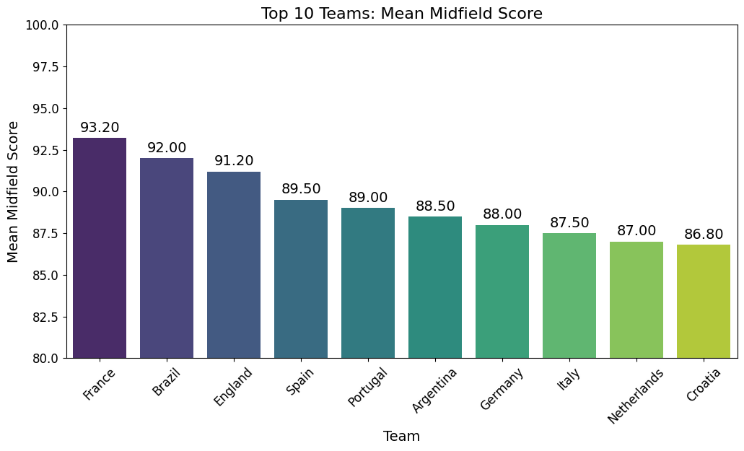 Top 10 Teams: Mean Midfield Score
Mean Midfield Score
100.0
97.5
95.0
92.5
90.0
87.5
85.0
82.5
80.0
93.20
92.00
91.20
89.50
89.00
88.50
88.00
87.50
87.00
86.80
France
Brazil
England
Spain
Portugal
Argentina
Germany
Italy
Netherlands
Croatia
Team